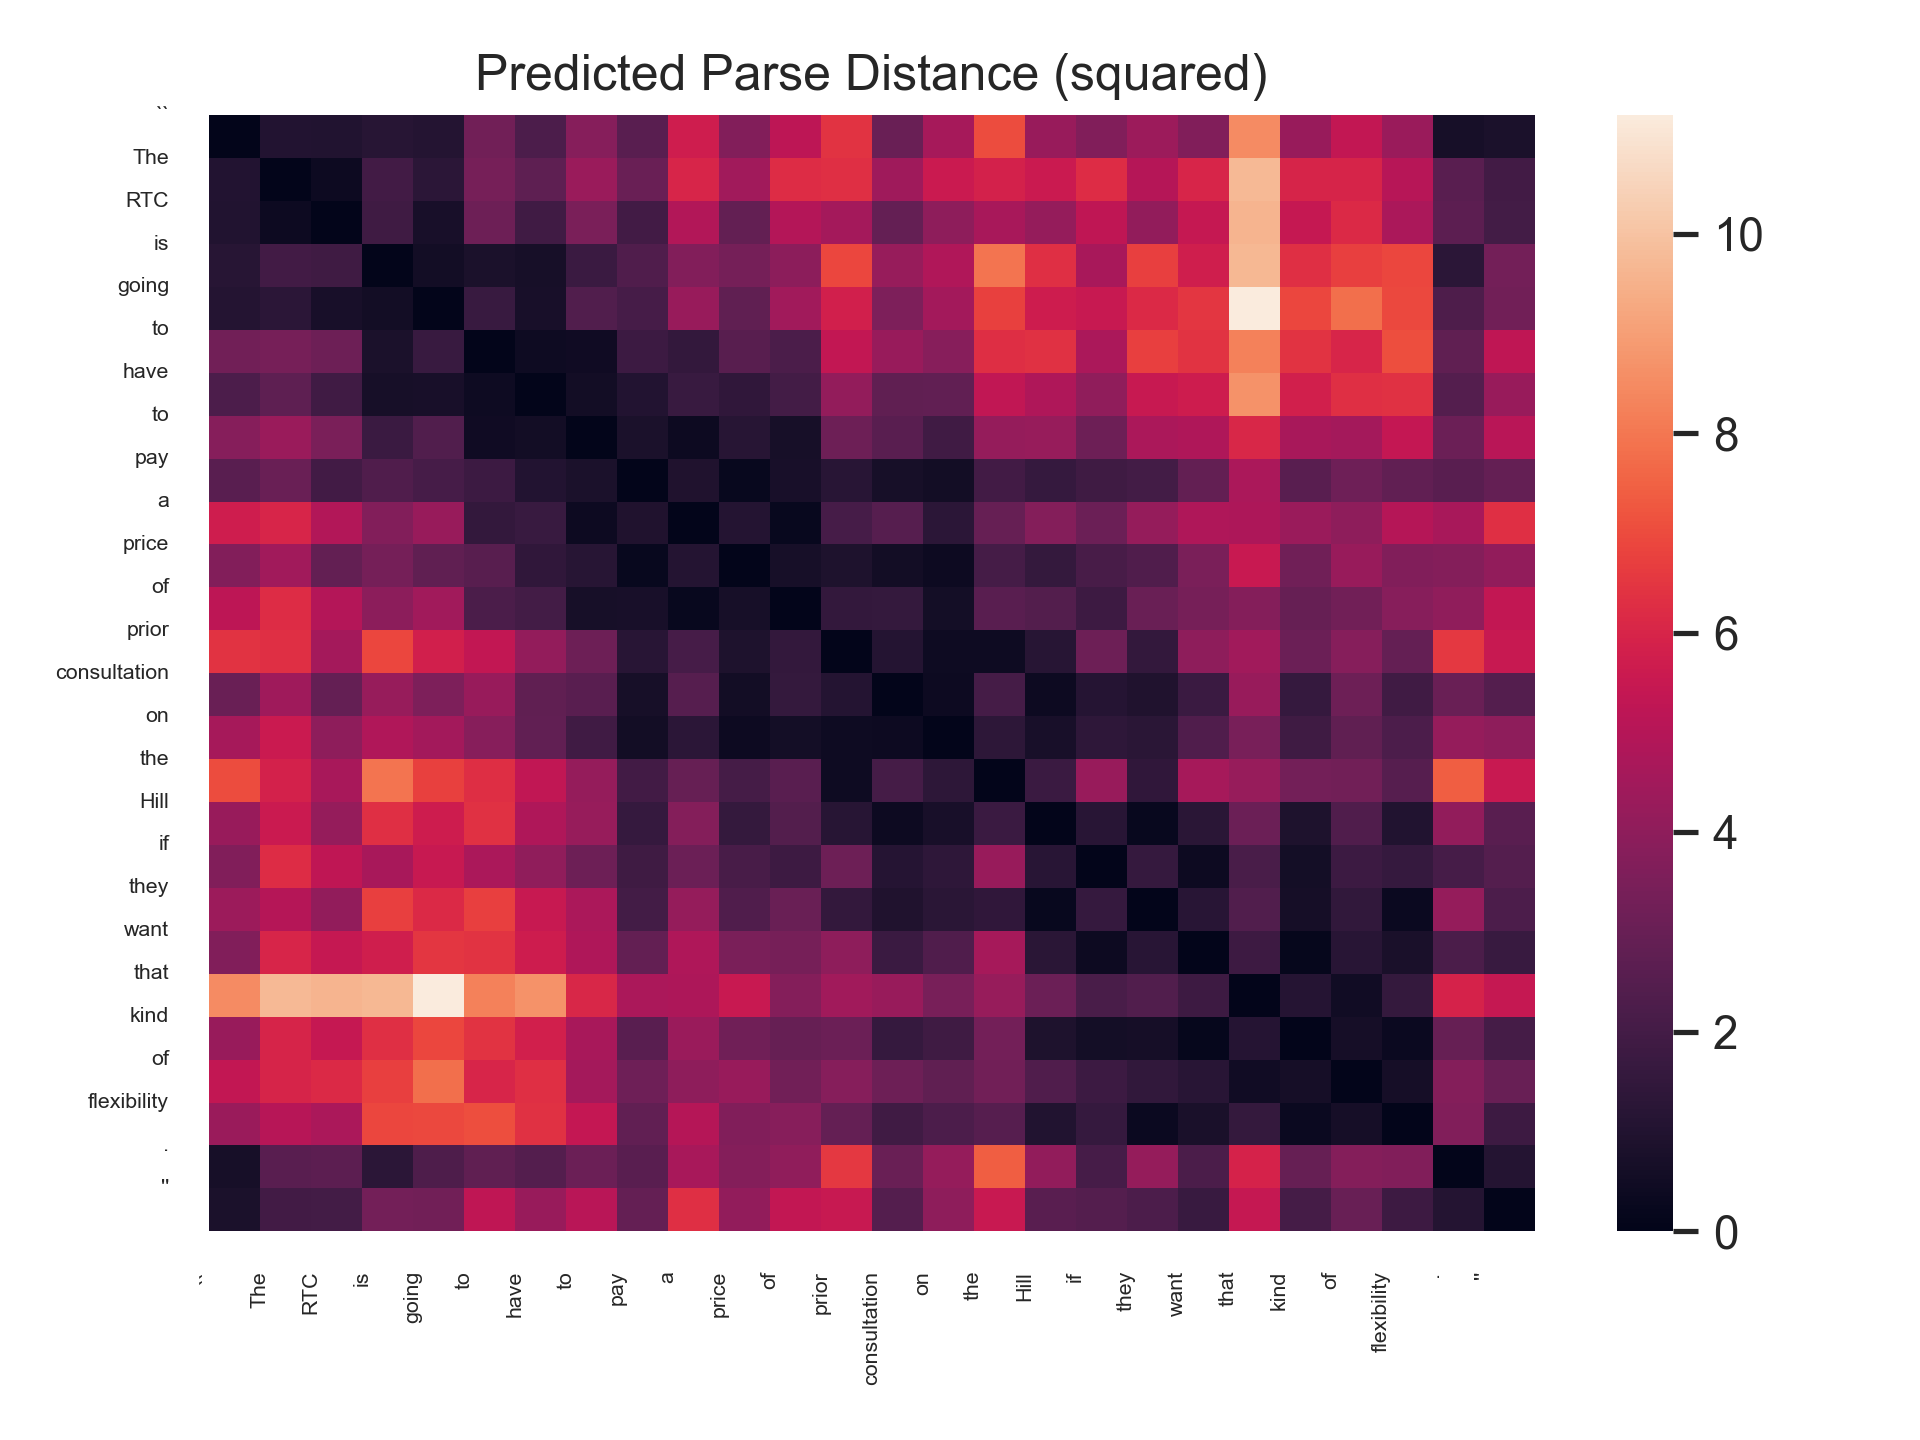 Predicted Parse Distance (squared)
``
The
RTC
is
going
to
have
to
pay
a
price
of
prior
consultation
on
the
Hill
if
they
want
that
kind
of
flexibility
.
"
10
8
6
4
2
0
``
The
RTC
is
going
to
have
to
pay
a
price
of
prior
consultation
on
the
Hill
if
they
want
that
kind
of
flexibility
.
"